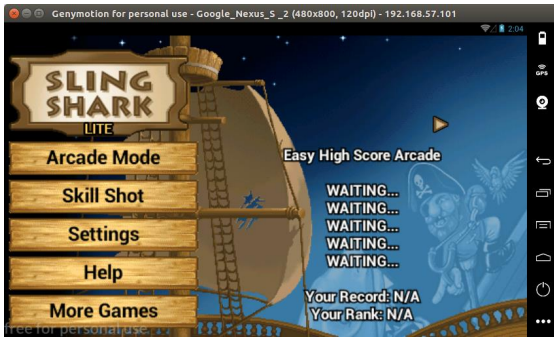 Genymotion for personal use - Google_Nexus_S_2 (480x800, 120dpi) - 192.168.57.101
2:04
GPS
SLING
SHARK
LITE
Arcade Mode
Skill Shot
Settings
Help
More Games
Easy High Score Arcade
WAITING...
WAITING...
WAITING...
WAITING...
WAITING...
Your Record: N/A
Your Rank: N/A
free for personal use